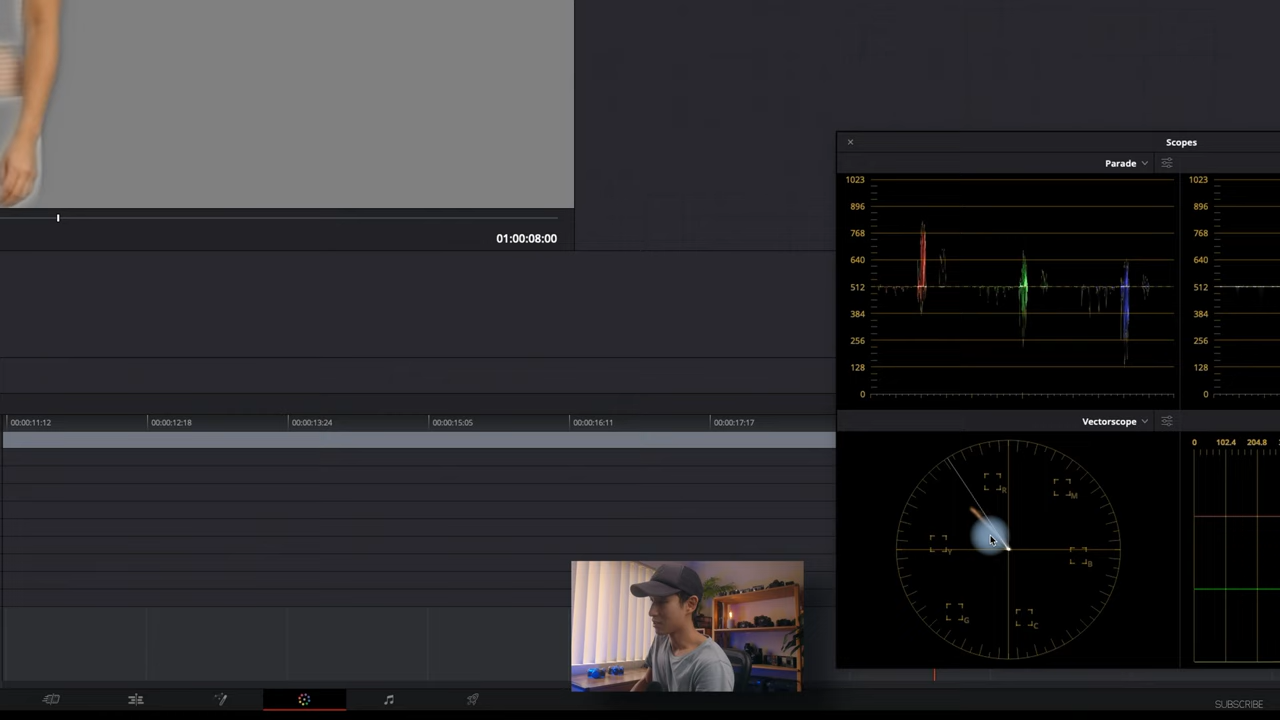 Scopes
Parade
1023
1023
896
896
768
768
640
640
512
512
384
384
256
256
128
128
0
0
01:00:08:00
00:00:11:12
00:00:12:18
00:00:13:24
00:00:15:05
00:00:16:11
00:00:17:17
Vectorscope
0 102.4 204.8
R
M
Y
B
G
C
SUBSCRIBE